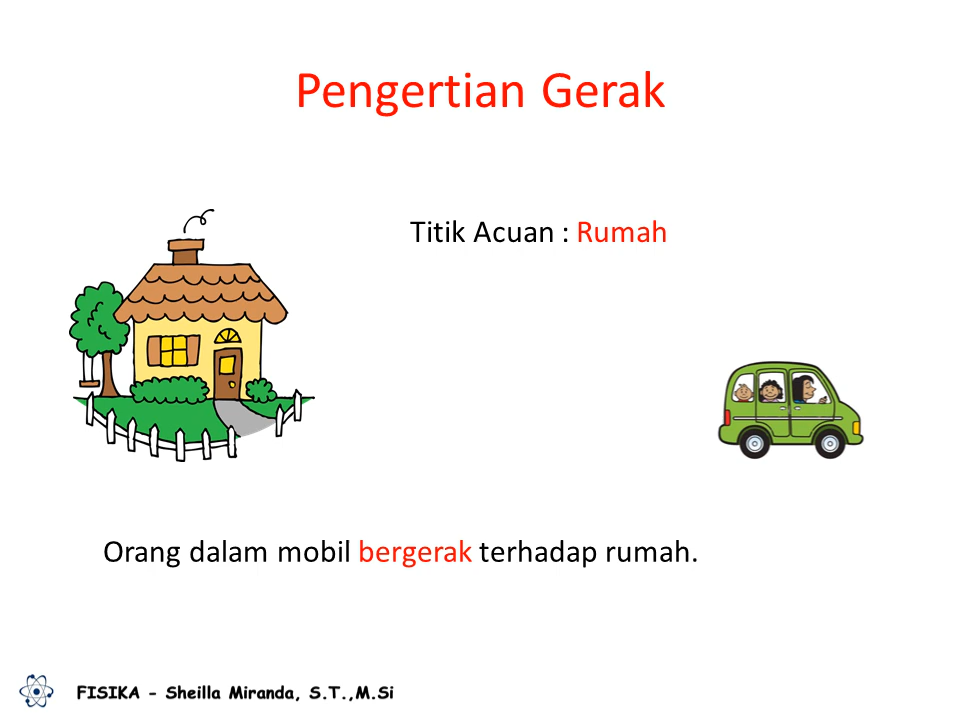 Pengertian Gerak
Titik Acuan : Rumah
Orang dalam mobil bergerak terhadap rumah.
FISIKA - Sheilla Miranda, S.T.,M.Si